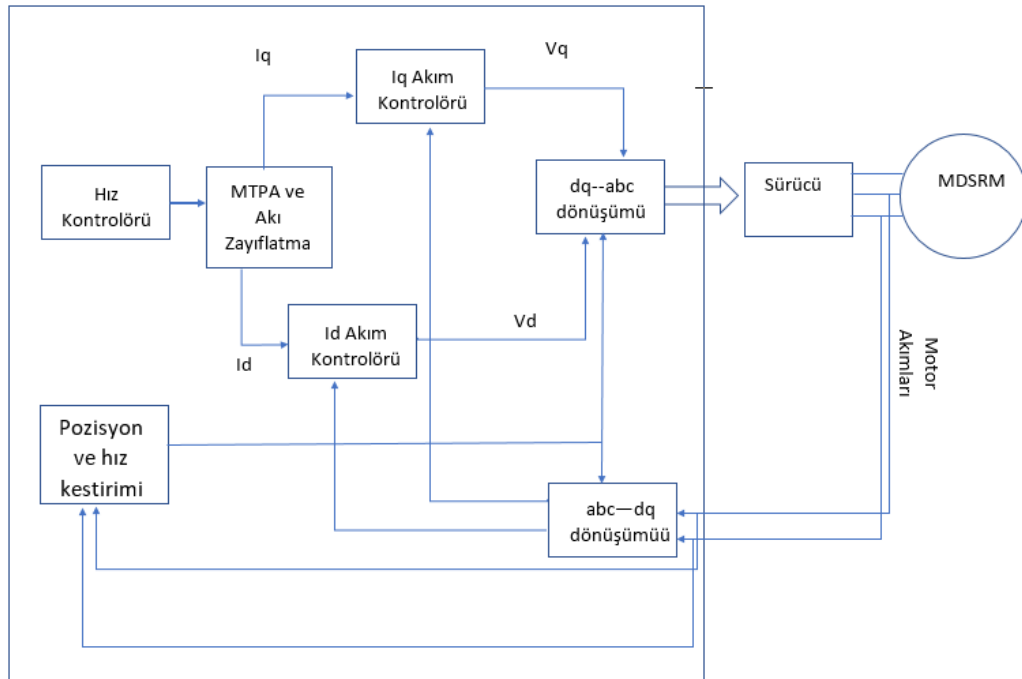 Iq
Vq
Iq Akım
Kontrolörü
Hız
Kontrolörü
MTPA ve
Akı
Zayıflatma
dq--abc
dönüşümü
Sürücü
MDSRM
Id
Id Akım
Kontrolörü
Vd
Motor
Akımları
Pozisyon
ve hız
kestirimi
abc—dq
dönüşümüü